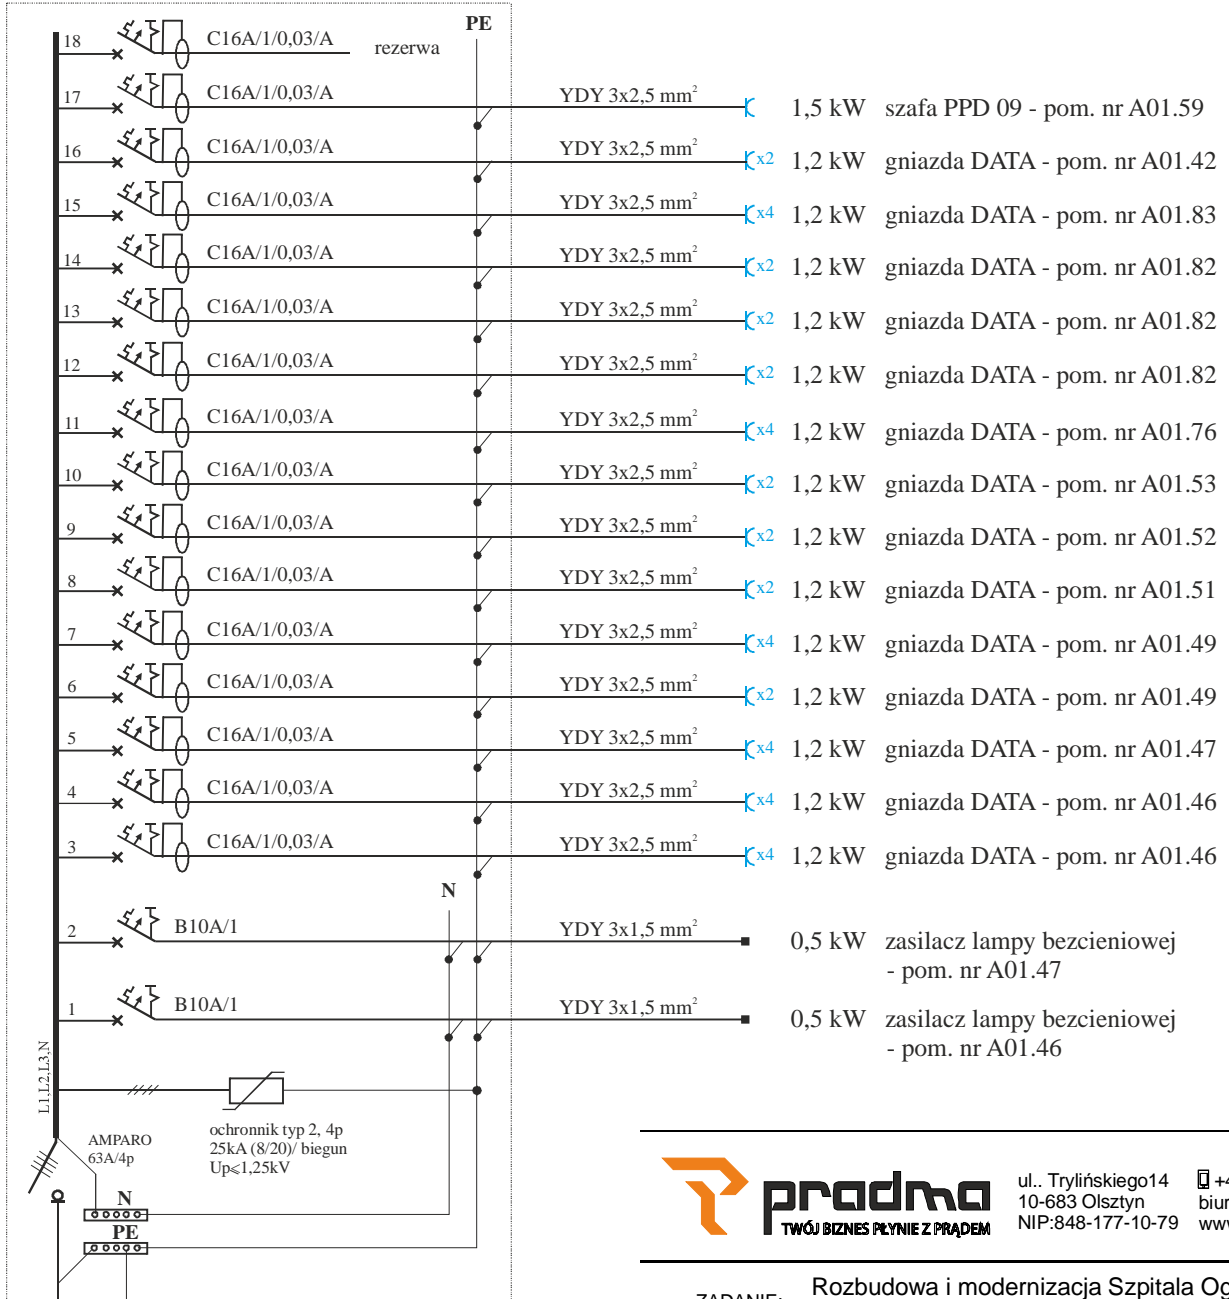 PE
18 C16A/1/0,03/A rezerwa
17 C16A/1/0,03/A YDY 3x2,5 mm² 1,5 kW szafa PPD 09 - pom. nr A01.59
16 C16A/1/0,03/A YDY 3x2,5 mm² x2 1,2 kW gniazda DATA - pom. nr A01.42
15 C16A/1/0,03/A YDY 3x2,5 mm² x4 1,2 kW gniazda DATA - pom. nr A01.83
14 C16A/1/0,03/A YDY 3x2,5 mm² x2 1,2 kW gniazda DATA - pom. nr A01.82
13 C16A/1/0,03/A YDY 3x2,5 mm² x2 1,2 kW gniazda DATA - pom. nr A01.82
12 C16A/1/0,03/A YDY 3x2,5 mm² x2 1,2 kW gniazda DATA - pom. nr A01.82
11 C16A/1/0,03/A YDY 3x2,5 mm² x4 1,2 kW gniazda DATA - pom. nr A01.76
10 C16A/1/0,03/A YDY 3x2,5 mm² x2 1,2 kW gniazda DATA - pom. nr A01.53
9 C16A/1/0,03/A YDY 3x2,5 mm² x2 1,2 kW gniazda DATA - pom. nr A01.52
8 C16A/1/0,03/A YDY 3x2,5 mm² x2 1,2 kW gniazda DATA - pom. nr A01.51
7 C16A/1/0,03/A YDY 3x2,5 mm² x4 1,2 kW gniazda DATA - pom. nr A01.49
6 C16A/1/0,03/A YDY 3x2,5 mm² x2 1,2 kW gniazda DATA - pom. nr A01.49
5 C16A/1/0,03/A YDY 3x2,5 mm² x4 1,2 kW gniazda DATA - pom. nr A01.47
4 C16A/1/0,03/A YDY 3x2,5 mm² x4 1,2 kW gniazda DATA - pom. nr A01.46
3 C16A/1/0,03/A YDY 3x2,5 mm² x4 1,2 kW gniazda DATA - pom. nr A01.46
N
2 B10A/1 YDY 3x1,5 mm² 0,5 kW zasilacz lampy bezcieniowej
- pom. nr A01.47
1 B10A/1 YDY 3x1,5 mm² 0,5 kW zasilacz lampy bezcieniowej
- pom. nr A01.46
L1,L2,L3,N
ochronnik typ 2, 4p
25kA (8/20)/ biegun
Up⩽1,25kV
AMPARO
63A/4p
N
PE
pradma
TWÓJ BIZNES PŁYNIE Z PRĄDEM
ul.. Trylińskiego14
10-683 Olsztyn
NIP:848-177-10-79
+4
biur
www
ZADANIE:
Rozbudowa i modernizacja Szpitala Og